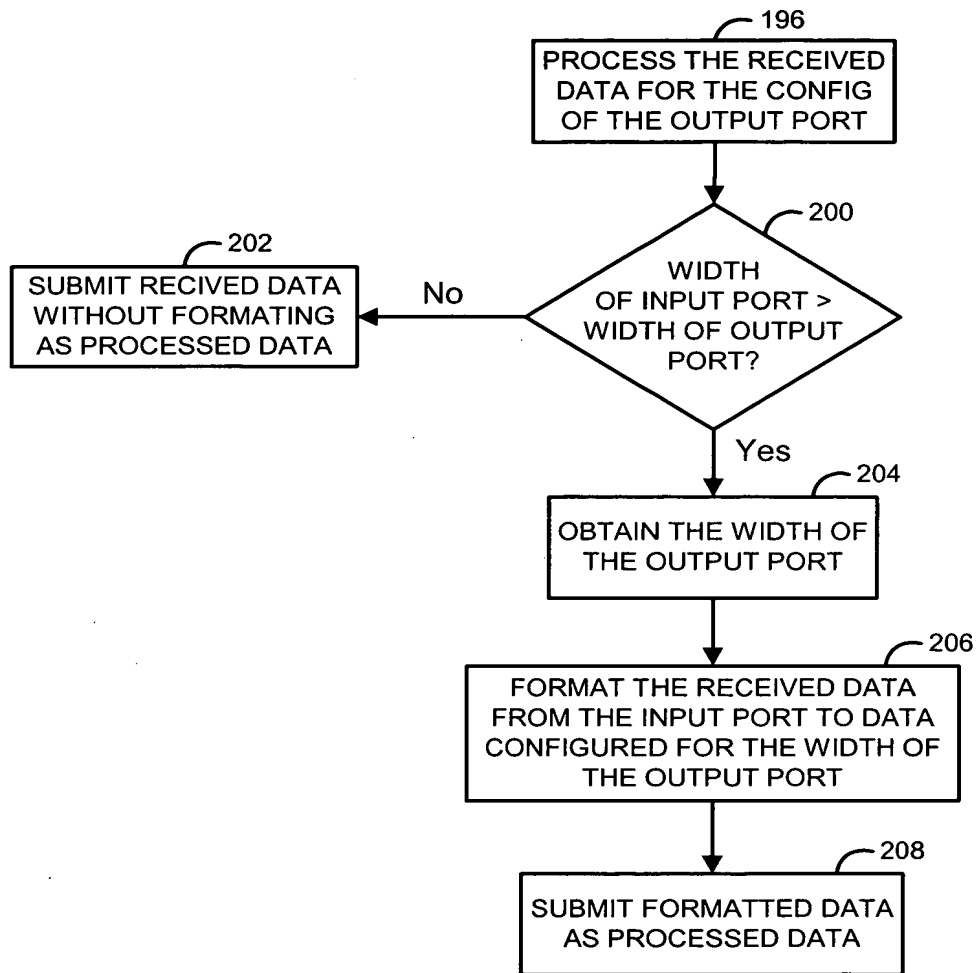 196
PROCESS THE RECEIVED
DATA FOR THE CONFIG
OF THE OUTPUT PORT
200
WIDTH
OF INPUT PORT >
WIDTH OF OUTPUT
PORT?
202
SUBMIT RECIVED DATA
WITHOUT FORMATING
AS PROCESSED DATA
No
Yes
204
OBTAIN THE WIDTH OF
THE OUTPUT PORT
206
FORMAT THE RECEIVED DATA
FROM THE INPUT PORT TO DATA
CONFIGURED FOR THE WIDTH OF
THE OUTPUT PORT
208
SUBMIT FORMATTED DATA
AS PROCESSED DATA